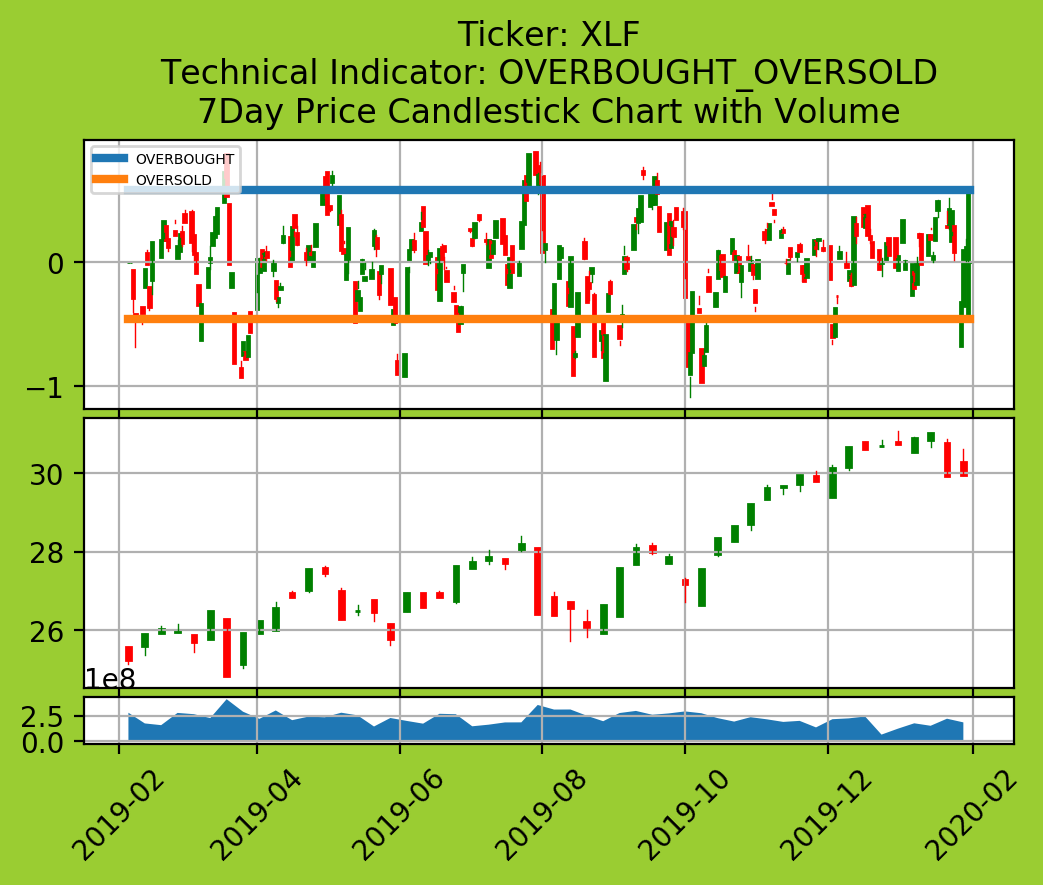 Ticker: XLF
Technical Indicator: OVERBOUGHT_OVERSOLD
7Day Price Candlestick Chart with Volume
OVERBOUGHT
OVERSOLD
0
−1
30
28
26
1e8
2.5
0.0
2019-02
2019-04
2019-06
2019-08
2019-10
2019-12
2020-02